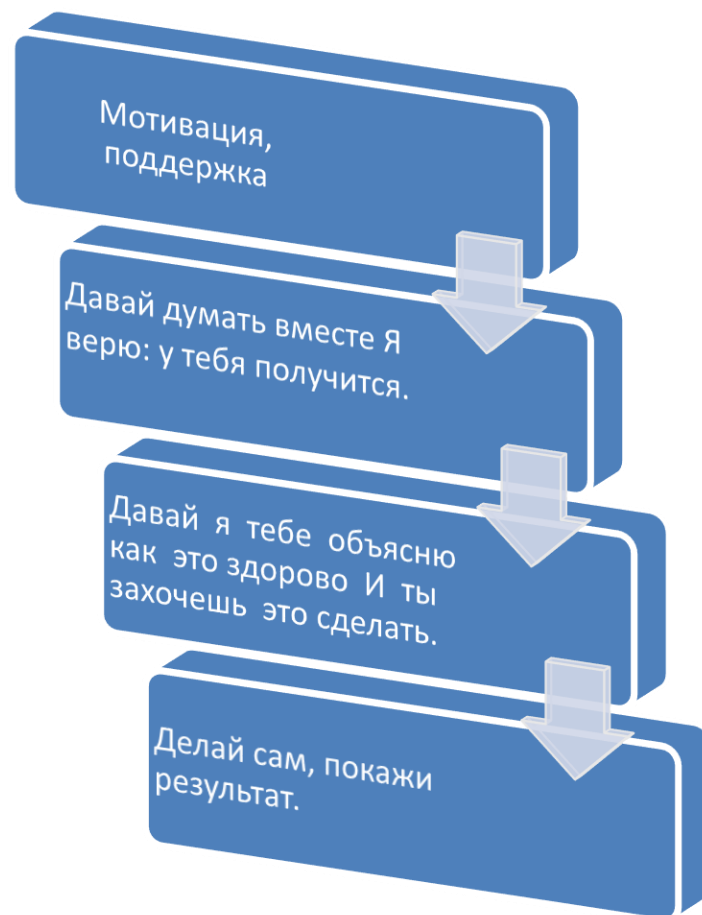 Мотивация,
поддержка
Давай думать вместе Я
верю: у тебя получится.
Давай я тебе объясню
как это здорово И ты
захочешь это сделать.
Делай сам, покажи
результат.